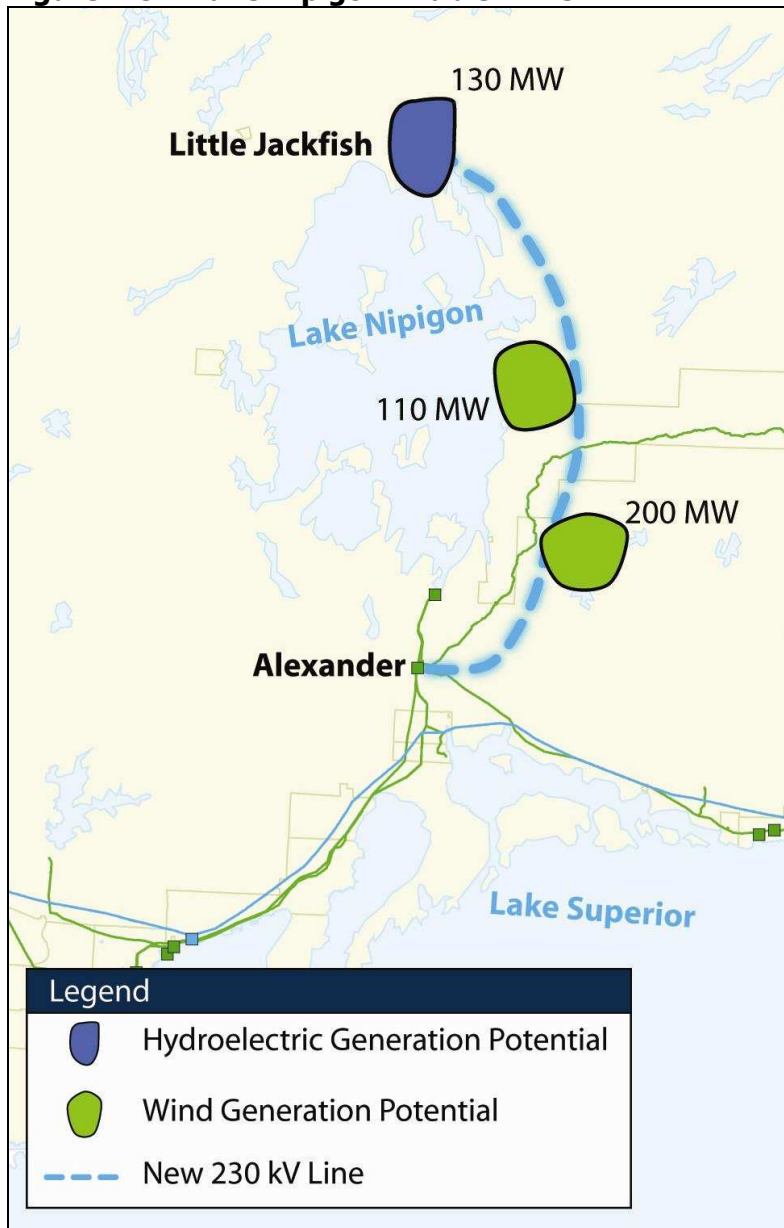 130 MW
Little Jackfish
Lake Nipigon
110 MW
200 MW
Alexander
Lake Superior
Legend
Hydroelectric Generation Potential
Wind Generation Potential
New 230 kV Line